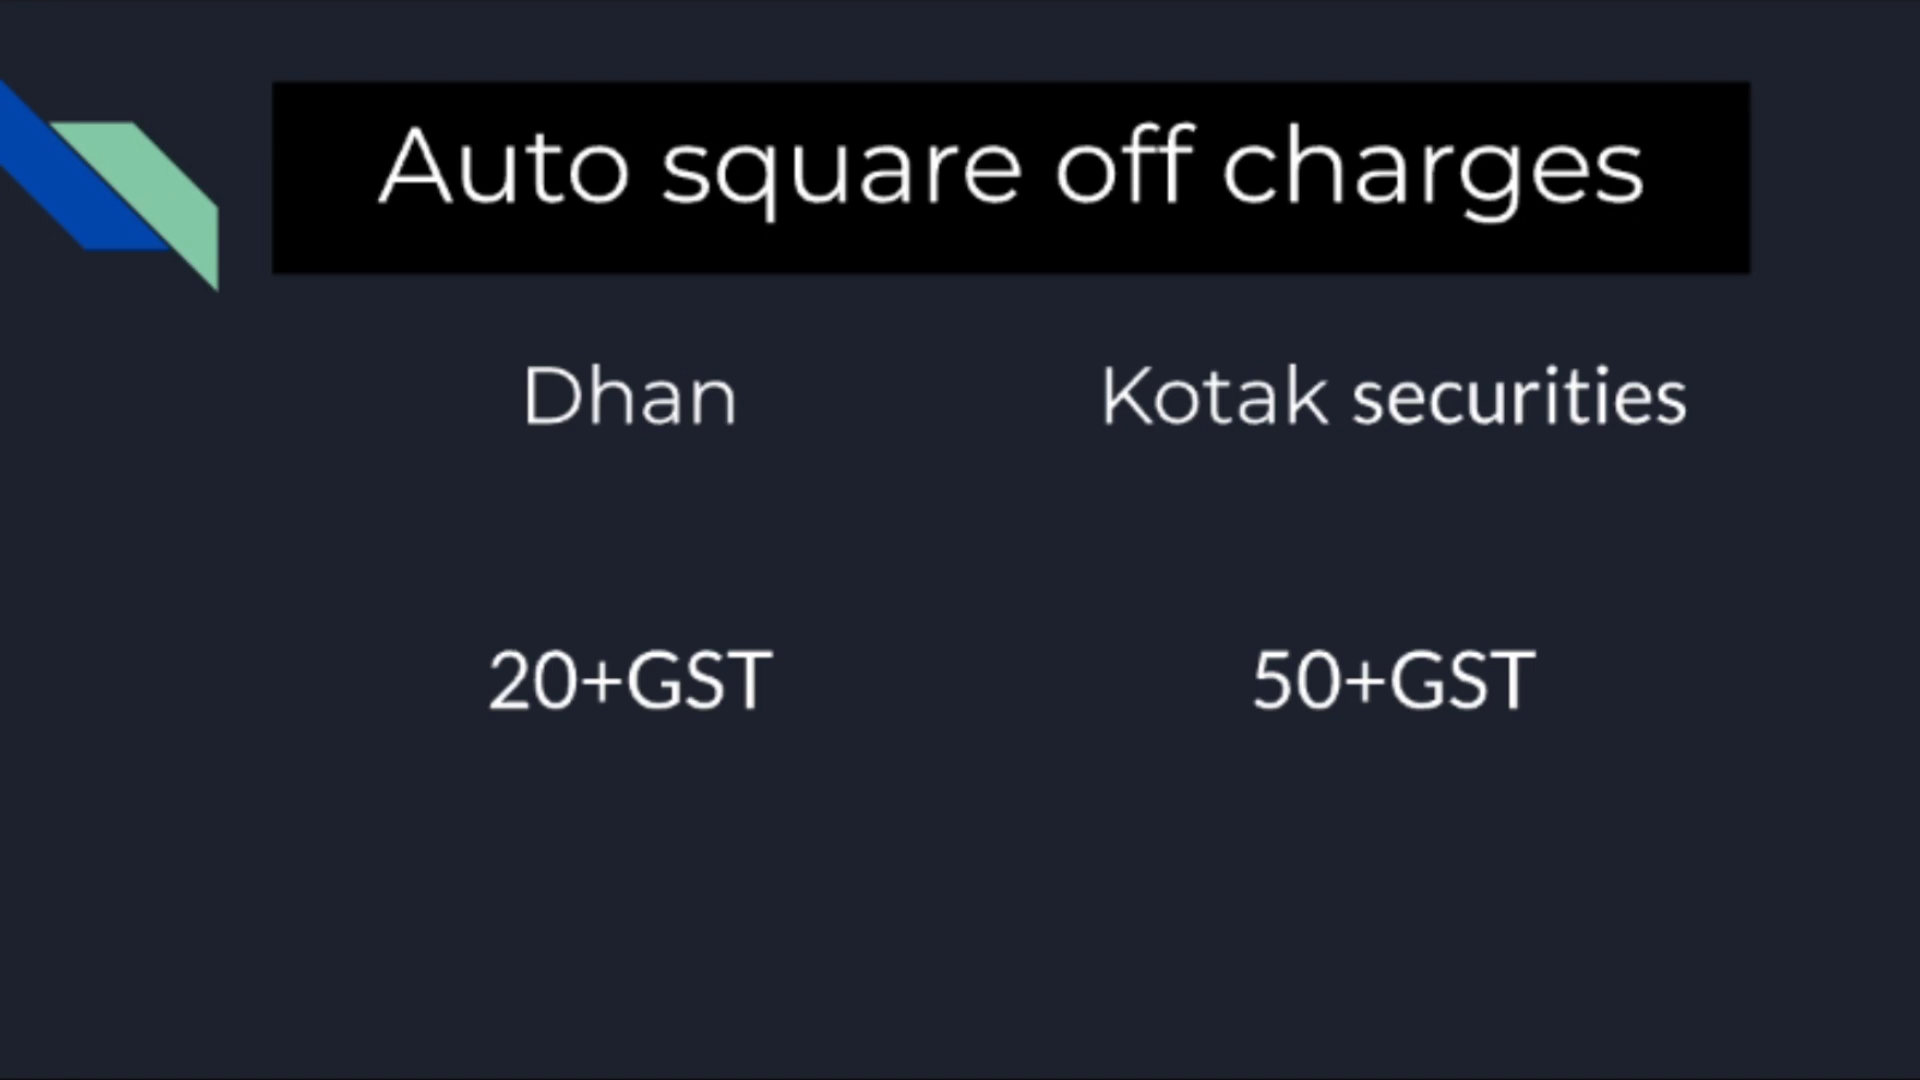 Auto square off charges
Dhan
Kotak securities
20+GST
50+GST